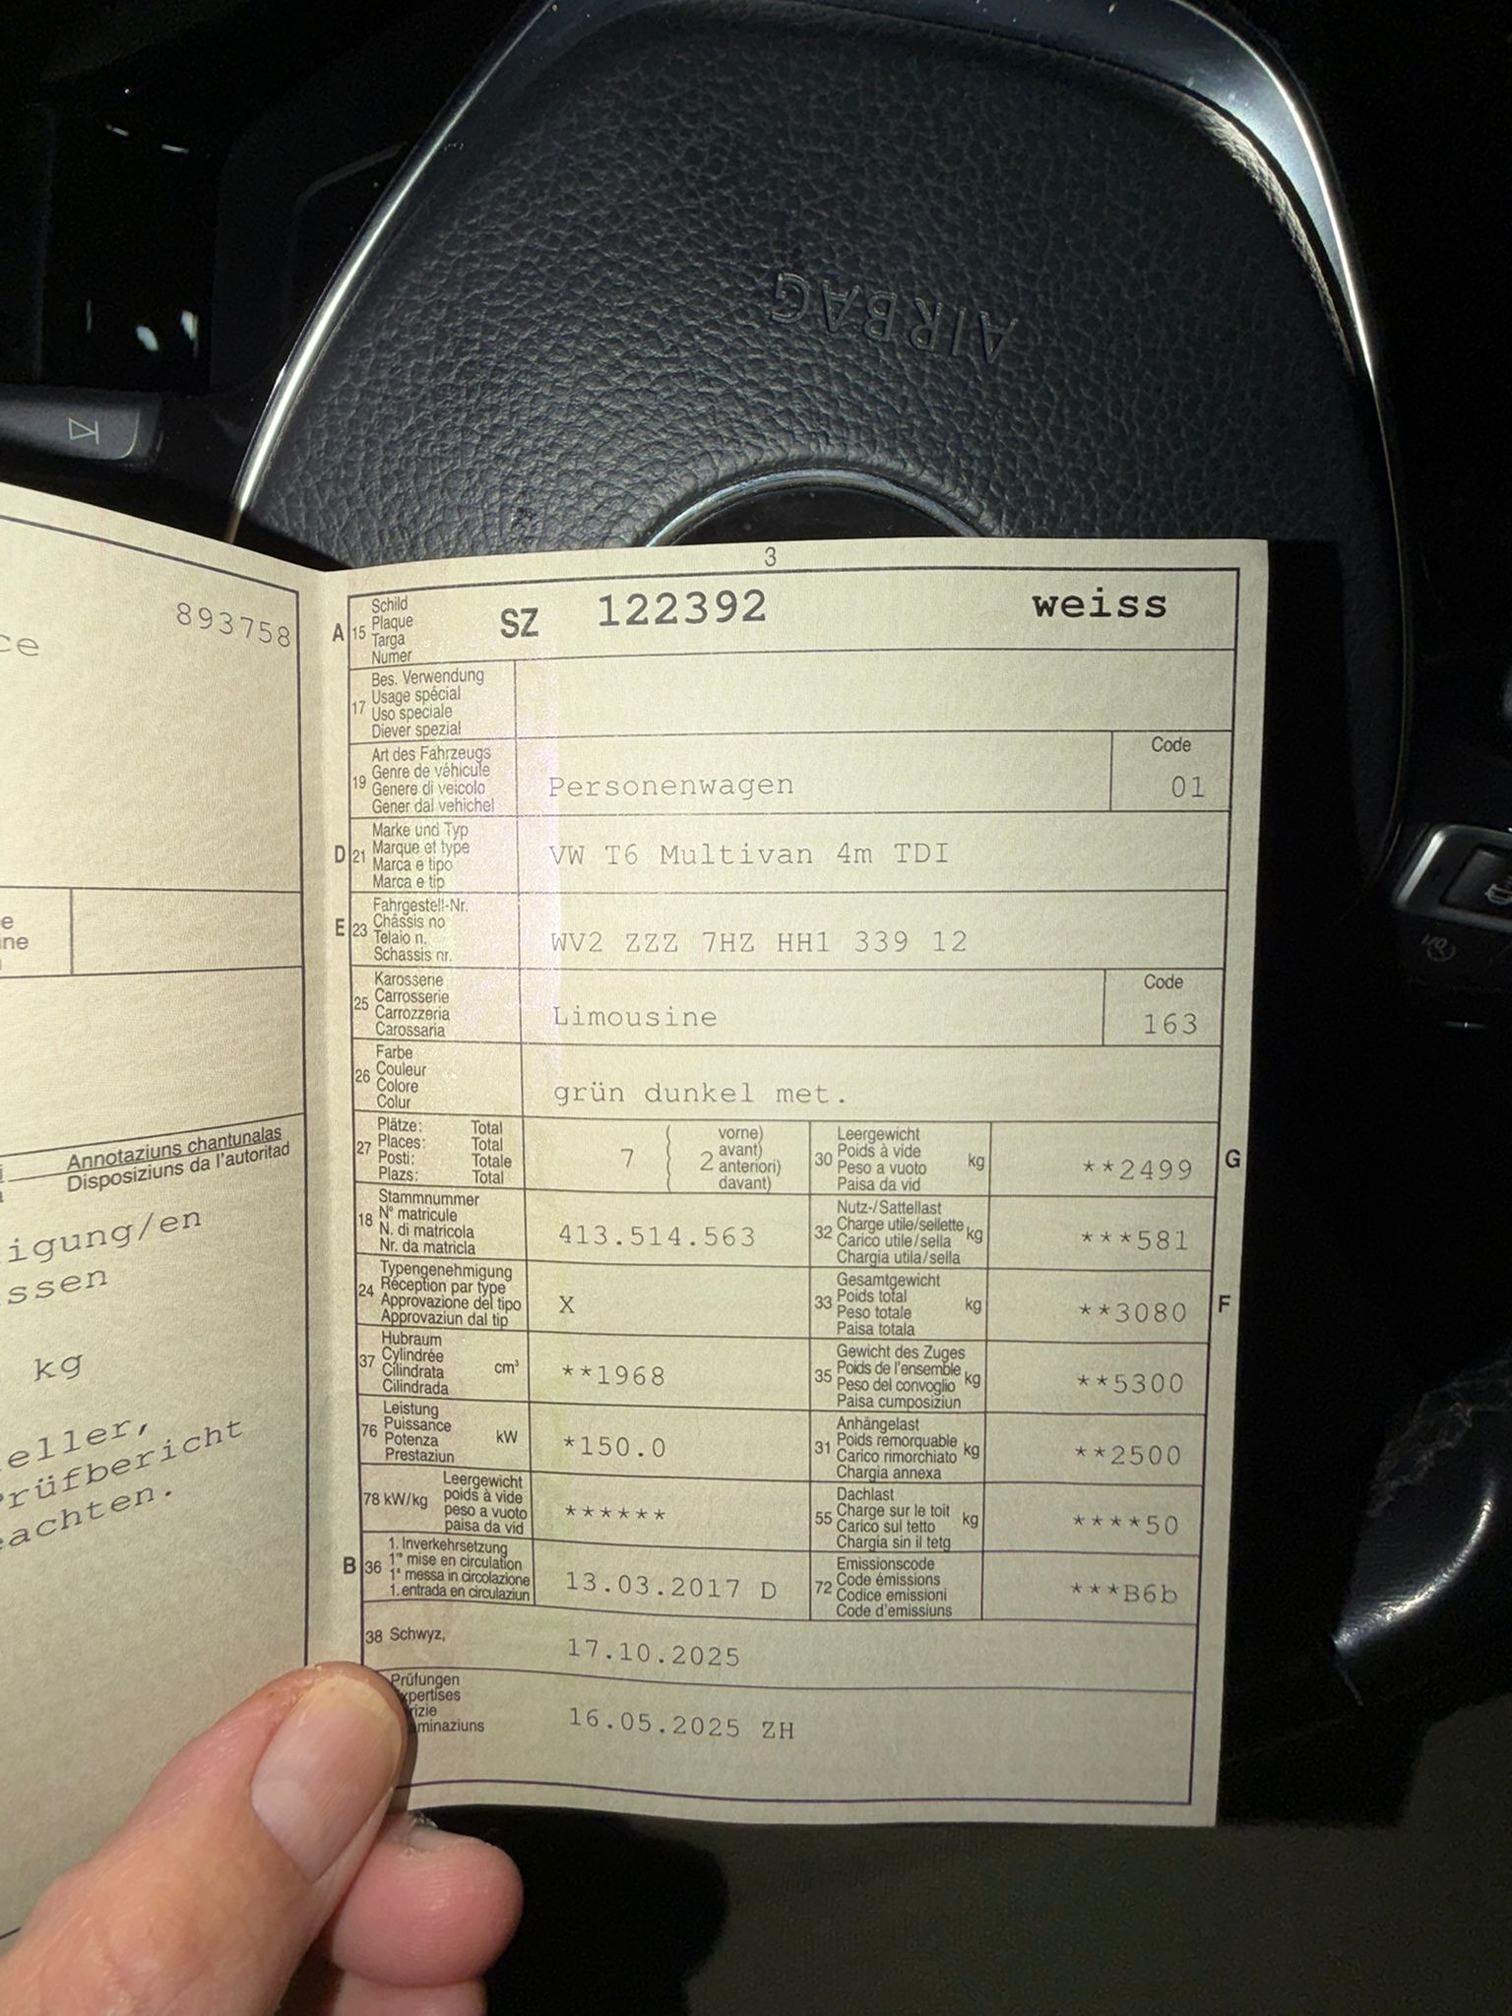 AIRBAG
3
893758
ce
e
ine
Annotaziuns chantunalas
Disposiziuns da l'autoritad
igung/en
ssen
kg
eller,
rüfbericht
achten.
A 15 Schild
Plaque
Targa
Numer
SZ 122392 weiss
17 Bes. Verwendung
Usage spécial
Uso speciale
Diever spezial
19 Art des Fahrzeugs
Genre de véhicule
Genere di veicolo
Gener dal vehichel
Personenwagen
Code
01
D 21 Marke und Typ
Marque et type
Marca e tipo
Marca e tip
VW T6 Multivan 4m TDI
E 23 Fahrgestell-Nr.
Châssis no
Telaio n.
Schassis nr.
WV2 ZZZ 7HZ HH1 339 12
25 Karosserie
Carrosserie
Carrozzeria
Carossaria
Limousine
Code
163
26 Farbe
Couleur
Colore
Colur
grün dunkel met.
27 Plätze: Total
Places: Total
Posti: Totale
Plazs: Total
7 ( 2 vorne)
avant)
anteriori)
davant)
30 Leergewicht
Poids à vide
Peso a vuoto
Paisa da vid
kg
**2499 G
18 Stammnummer
N° matricule
N. di matricola
Nr. da matricla
413.514.563
32 Nutz-/Sattellast
Charge utile/sellette
Carico utile/sella
Chargia utila/sella
kg
***581
24 Typengenehmigung
Réception par type
Approvazione del tipo
Approvaziun dal tip
X
33 Gesamtgewicht
Poids total
Peso totale
Paisa totala
kg
**3080 F
37 Hubraum
Cylindrée
Cilindrata
Cilindrada
cm³
**1968
35 Gewicht des Zuges
Poids de l'ensemble
Peso del convoglio
Paisa cumposiziun
kg
**5300
76 Leistung
Puissance
Potenza
Prestaziun
kW
*150.0
31 Anhängelast
Poids remorquable
Carico rimorchiato
Chargia annexa
kg
**2500
78 kW/kg Leergewicht
poids à vide
peso a vuoto
paisa da vid
******
55 Dachlast
Charge sur le toit
Carico sul tetto
Chargia sin il tetg
kg
****50
B 36 1. Inverkehrsetzung
1re mise en circulation
1a messa in circolazione
1. entrada en circulaziun
13.03.2017 D
72 Emissionscode
Code émissions
Codice emissioni
Code d'emissiuns
***B6b
38 Schwyz,
17.10.2025
Prüfungen
xpertises
rizie
aminaziuns
16.05.2025 ZH